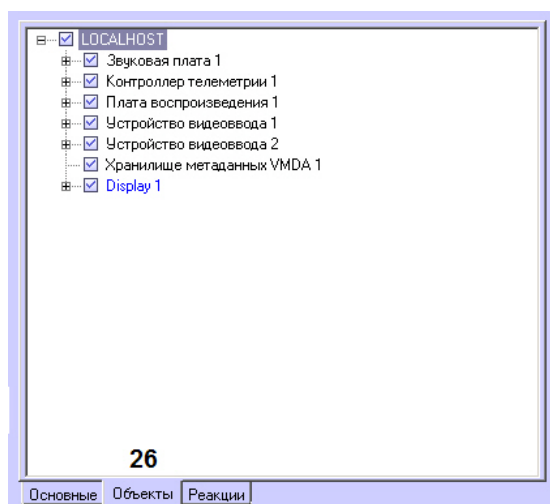 LOCALHOST
Звуковая плата 1
Контроллер телеметрии 1
Плата воспроизведения 1
Устройство видеоввода 1
Устройство видеоввода 2
Хранилище метаданных VMDA 1
Display 1
26
Основные Объекты Реакции